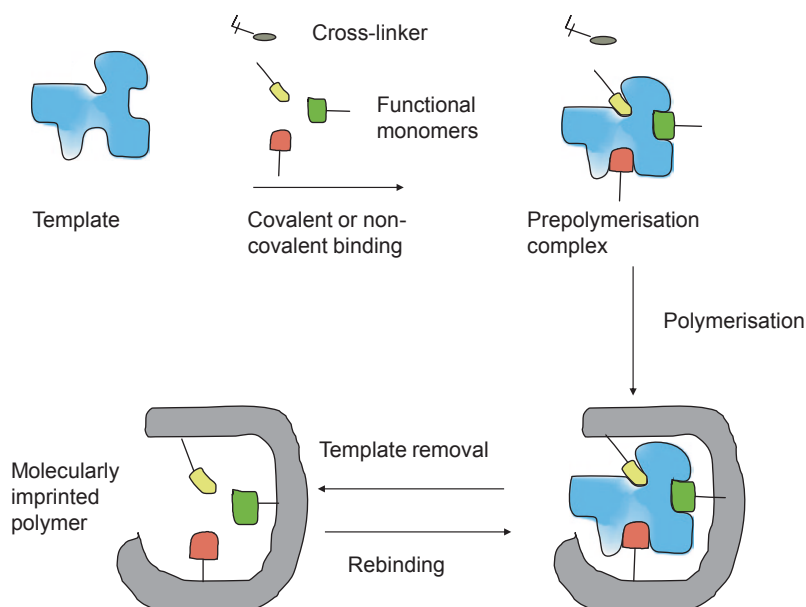 Cross-linker
Functional
monomers
Template
Covalent or non-
covalent binding
Prepolymerisation
complex
Polymerisation
Template removal
Molecularly
imprinted
polymer
Rebinding